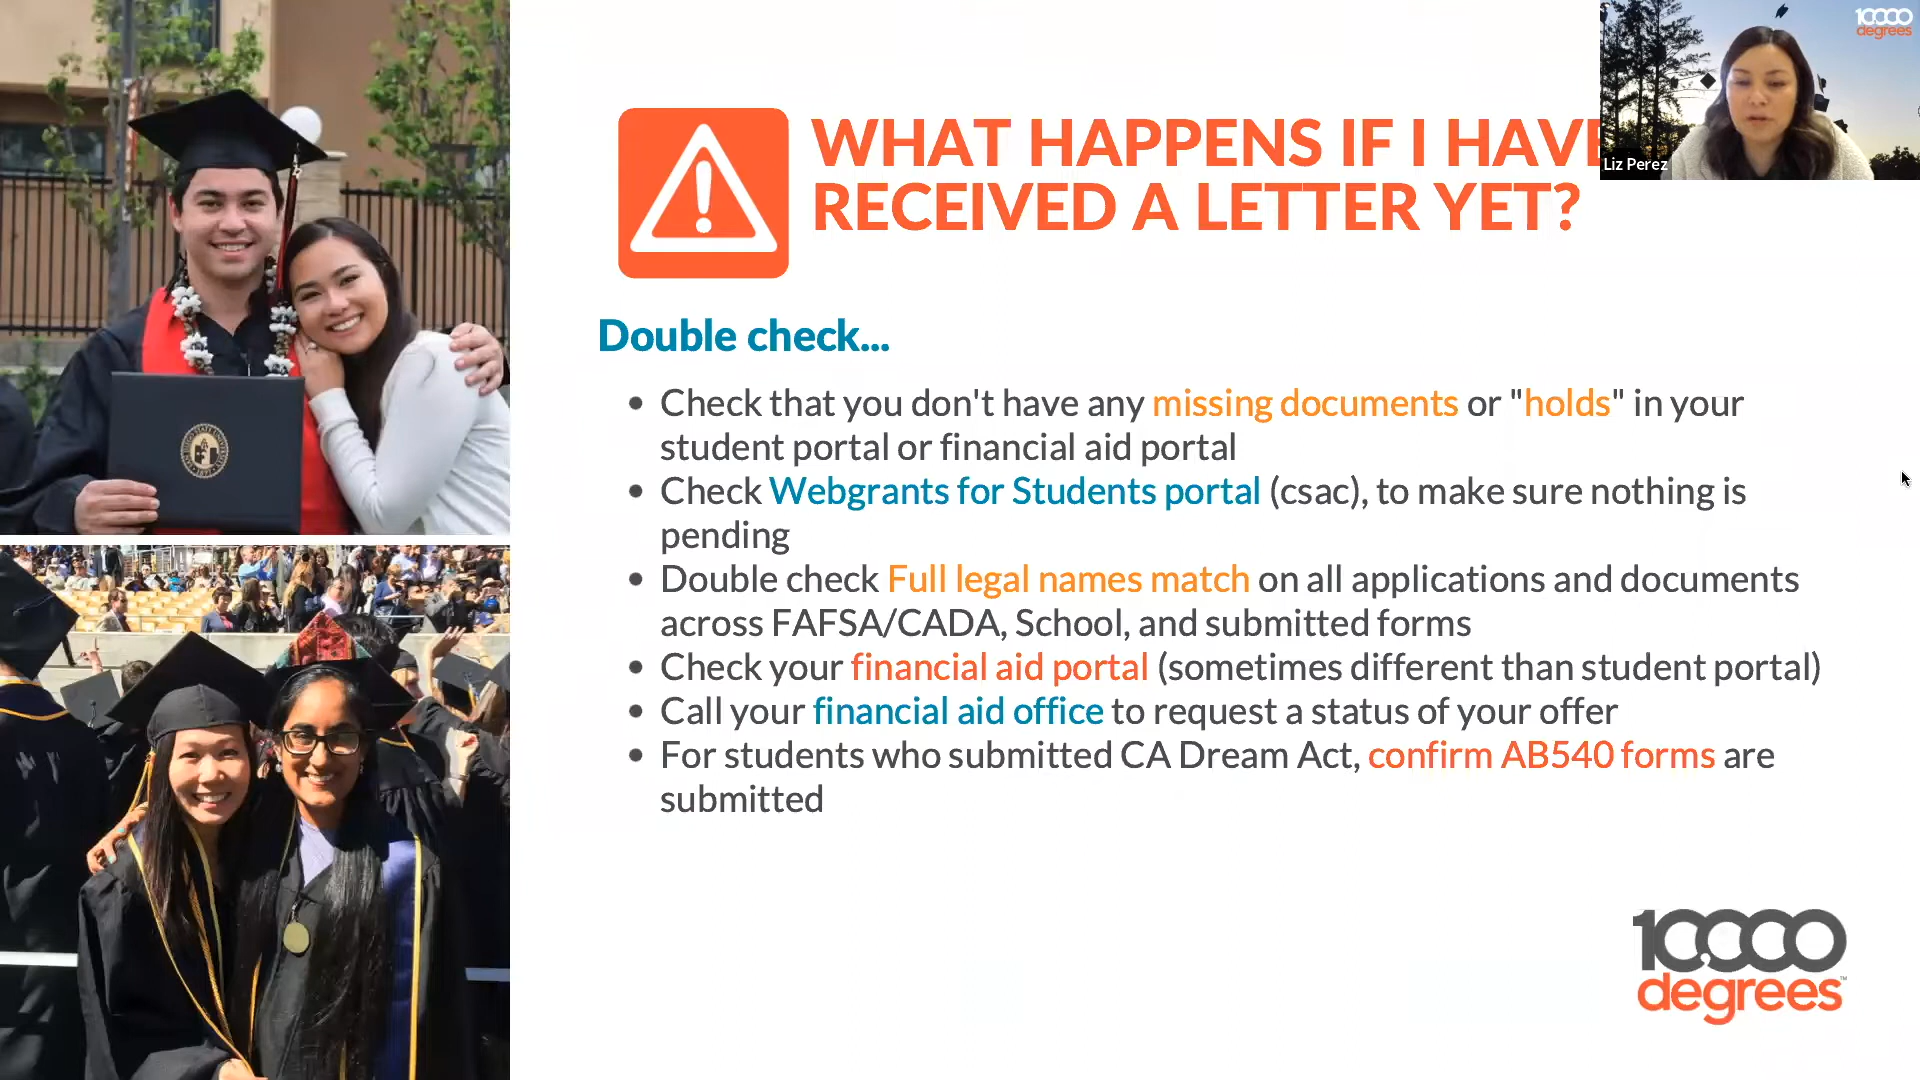 WHAT HAPPENS IF I HAVE
RECEIVED A LETTER YET?
Double check...
• Check that you don't have any missing documents or "holds" in your
student portal or financial aid portal
• Check Webgrants for Students portal (csac), to make sure nothing is
pending
• Double check Full legal names match on all applications and documents
across FAFSA/CADA, School, and submitted forms
• Check your financial aid portal (sometimes different than student portal)
• Call your financial aid office to request a status of your offer
• For students who submitted CA Dream Act, confirm AB540 forms are
submitted
10000
degrees
Liz Perez
10,000
degrees™